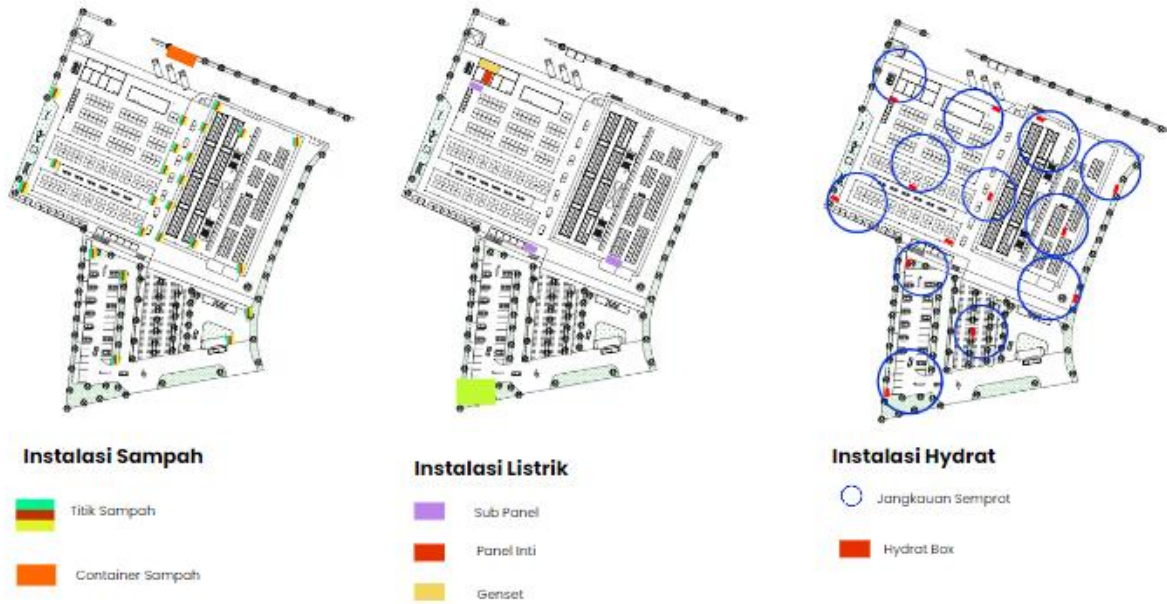 Instalasi Sampah
Titik Sampah
Container Sampah
Instalasi Listrik
Sub Panel
Panel Inti
Genset
Instalasi Hydrat
Jangkauan Semprot
Hydrat Box